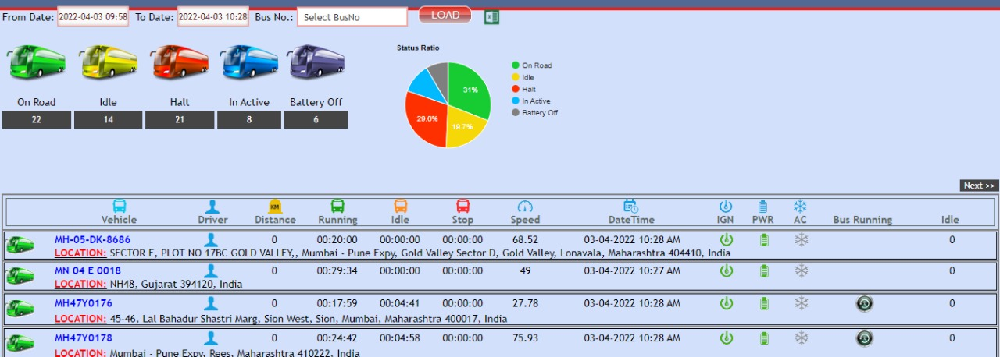 From Date: 2022-04-03 09:58 To Date: 2022-04-03 10:28 Bus No.: Select BusNo LOAD
Status Ratio
On Road
Idle
Halt
In Active
Battery Off
31%
19.7%
29.6%
On Road Idle Halt In Active Battery Off
22 14 21 8 6
Next >>
KM
Vehicle Driver Distance Running Idle Stop Speed DateTime IGN PWR AC Bus Running Idle
MH-05-DK-8686 0 00:20:00 00:00:00 00:00:00 68.52 03-04-2022 10:28 AM 0
LOCATION: SECTOR E, PLOT NO 17BC GOLD VALLEY,, Mumbai - Pune Expy, Gold Valley Sector D, Gold Valley, Lonavala, Maharashtra 404410, India
MN 04 E 0018 0 00:29:34 00:00:00 00:00:00 49 03-04-2022 10:27 AM 0
LOCATION: NH48, Gujarat 394120, India
MH47Y0176 0 00:17:59 00:04:41 00:00:00 27.78 03-04-2022 10:28 AM 0
LOCATION: 45-46, Lal Bahadur Shastri Marg, Sion West, Sion, Mumbai, Maharashtra 400017, India
MH47Y0178 0 00:24:42 00:04:58 00:00:00 75.93 03-04-2022 10:28 AM 0
LOCATION: Mumbai - Pune Expy, Rees, Maharashtra 410222, India